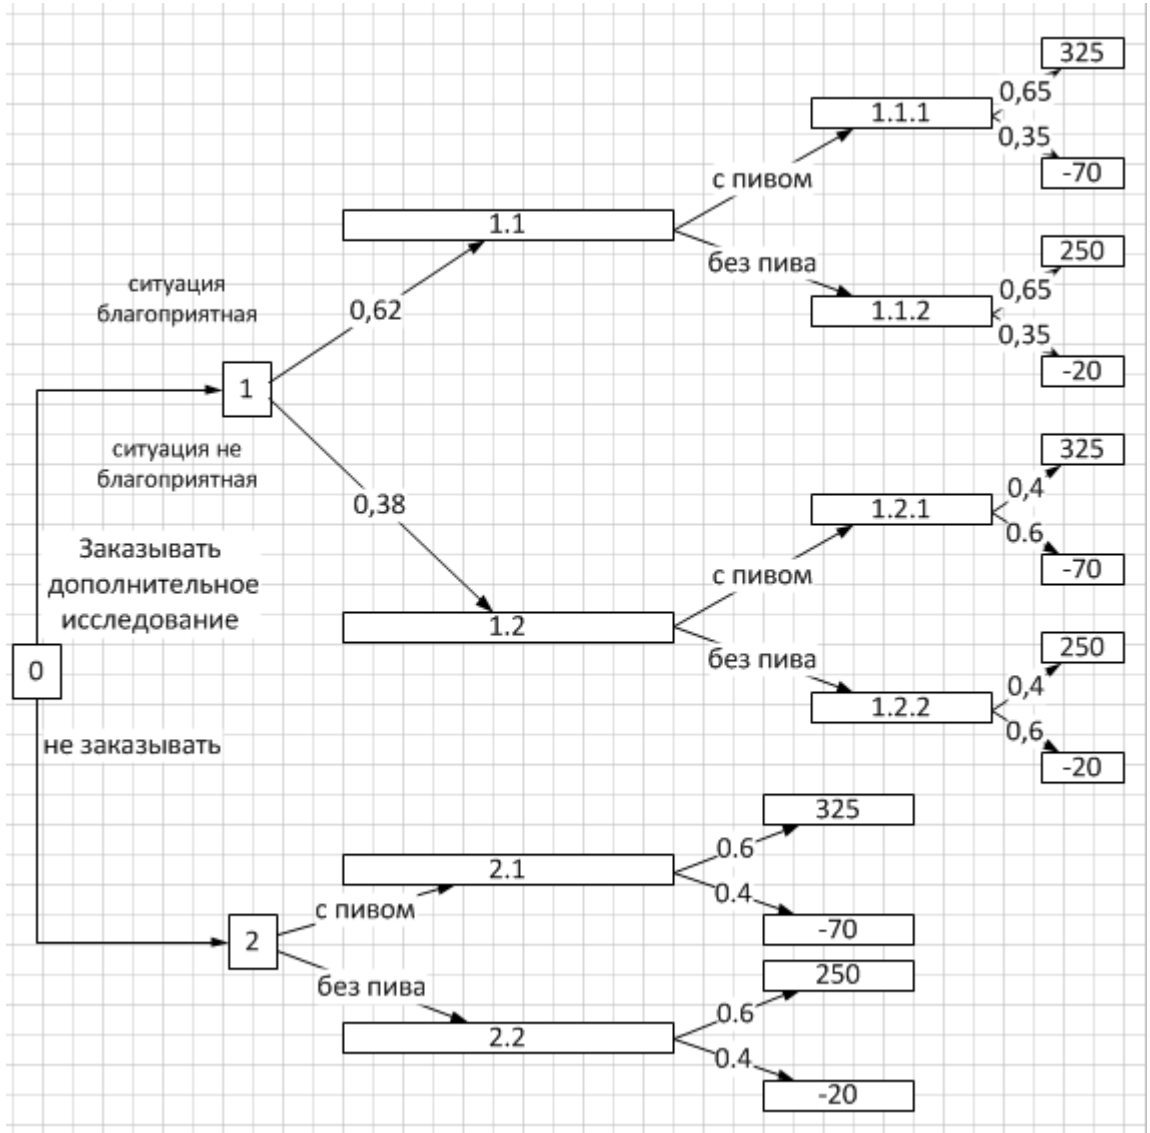 325
0,65
1.1.1
0,35
-70
с пивом
1.1
250
без пива
0,65
1.1.2
0,35
-20
ситуация
благоприятная
0,62
1
ситуация не
благоприятная
325
0,4
1.2.1
0.6
-70
0,38
Заказывать
дополнительное
исследование
с пивом
1.2
250
без пива
0,4
1.2.2
0,6
-20
0
не заказывать
325
0.6
2.1
0.4
-70
с пивом
2
250
без пива
0.6
2.2
0.4
-20